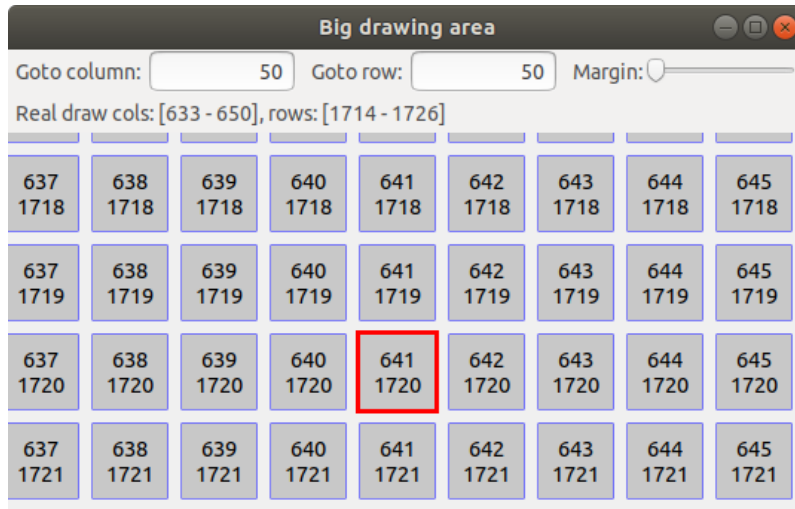 Big drawing area
Goto column: 50 Goto row: 50 Margin:
Real draw cols: [633 - 650], rows: [1714 - 1726]
637 638 639 640 641 642 643 644 645
1718 1718 1718 1718 1718 1718 1718 1718 1718
637 638 639 640 641 642 643 644 645
1719 1719 1719 1719 1719 1719 1719 1719 1719
637 638 639 640 641 642 643 644 645
1720 1720 1720 1720 1720 1720 1720 1720 1720
637 638 639 640 641 642 643 644 645
1721 1721 1721 1721 1721 1721 1721 1721 1721